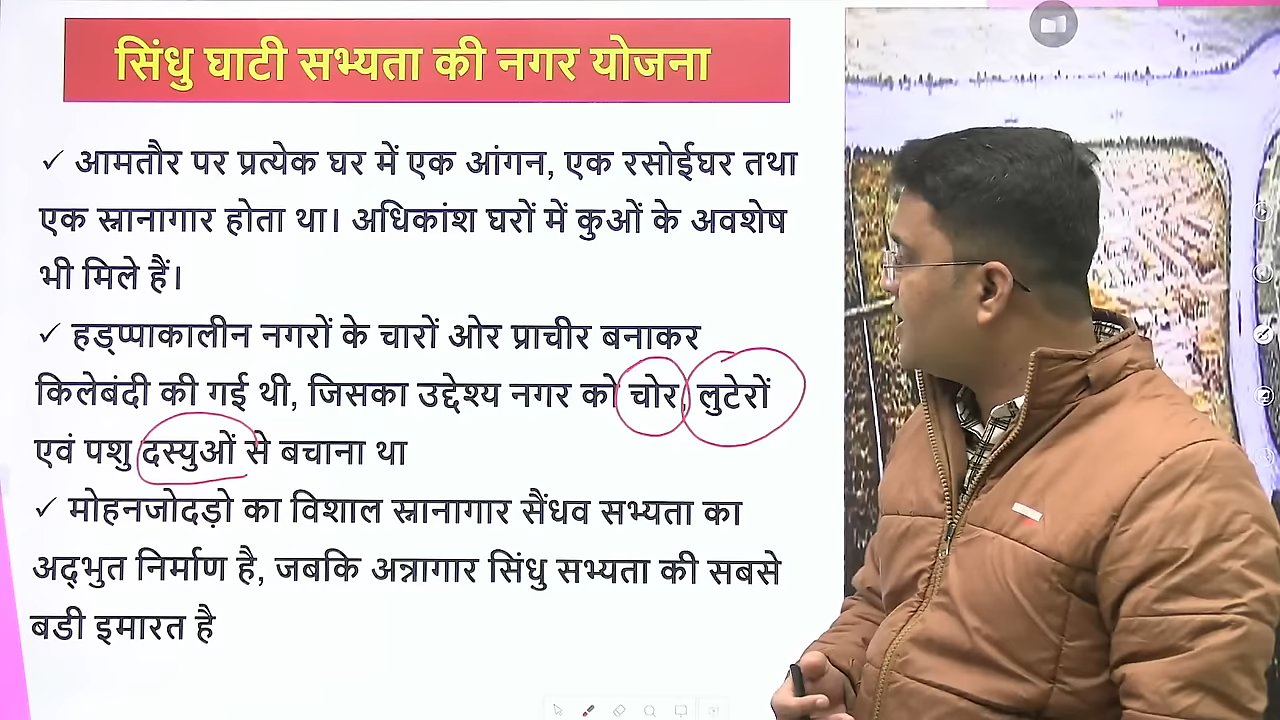 सिंधु घाटी सभ्यता की नगर योजना
✓ आमतौर पर प्रत्येक घर में एक आंगन, एक रसोईघर तथा
एक स्नानागार होता था। अधिकांश घरों में कुओं के अवशेष
भी मिले हैं।
✓ हड़प्पाकालीन नगरों के चारों ओर प्राचीर बनाकर
किलेबंदी की गई थी, जिसका उद्देश्य नगर को चोर, लुटेरों
एवं पशु दस्युओं से बचाना था
✓ मोहनजोदड़ो का विशाल स्नानागार सैंधव सभ्यता का
अद्भुत निर्माण है, जबकि अन्नागार सिंधु सभ्यता की सबसे
बडी इमारत है